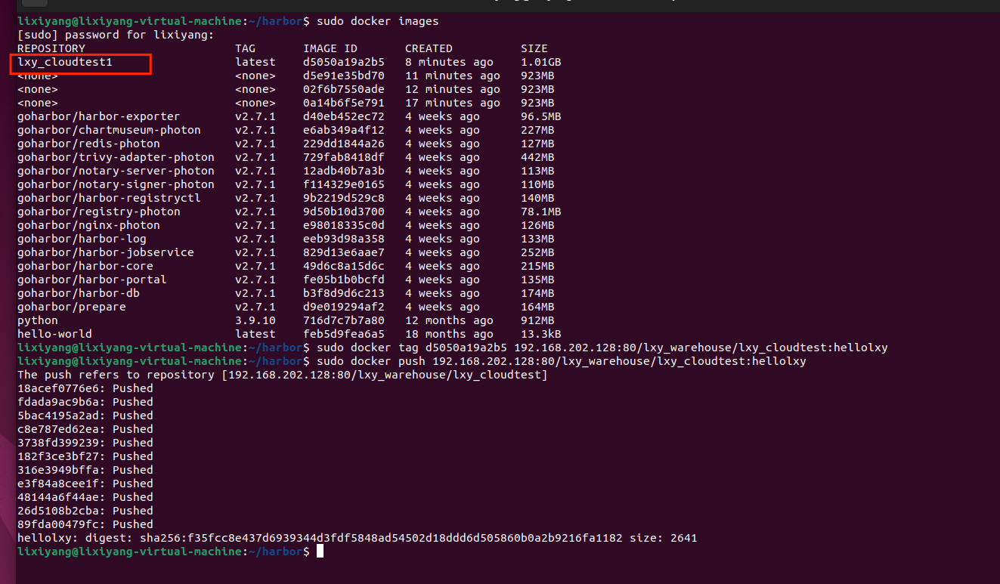 lixiyang@lixiyang-virtual-machine:~/harbor$ sudo docker images
[sudo] password for lixiyang:
REPOSITORY                      TAG       IMAGE ID       CREATED          SIZE
lxy_cloudtest1                  latest    d5050a19a2b5   8 minutes ago    1.01GB
<none>                          <none>    d5e91e35bd70   11 minutes ago   923MB
<none>                          <none>    02f6b7550ade   12 minutes ago   923MB
<none>                          <none>    0a14b6f5e791   17 minutes ago   923MB
goharbor/harbor-exporter        v2.7.1    d40eb452ec72   4 weeks ago      96.5MB
goharbor/chartmuseum-photon     v2.7.1    e6ab349a4f12   4 weeks ago      227MB
goharbor/redis-photon           v2.7.1    229dd1844a26   4 weeks ago      127MB
goharbor/trivy-adapter-photon   v2.7.1    729fab8418df   4 weeks ago      442MB
goharbor/notary-server-photon   v2.7.1    12adb40b7a3b   4 weeks ago      113MB
goharbor/notary-signer-photon   v2.7.1    f114329e0165   4 weeks ago      110MB
goharbor/harbor-registryctl     v2.7.1    9b2219d529c8   4 weeks ago      140MB
goharbor/registry-photon        v2.7.1    9d50b10d3700   4 weeks ago      78.1MB
goharbor/nginx-photon           v2.7.1    e98018335c0d   4 weeks ago      126MB
goharbor/harbor-log             v2.7.1    eeb93d98a358   4 weeks ago      133MB
goharbor/harbor-jobservice      v2.7.1    829d13e6aae7   4 weeks ago      252MB
goharbor/harbor-core            v2.7.1    49d6c8a15d6c   4 weeks ago      215MB
goharbor/harbor-portal          v2.7.1    fe05b1b0bcfd   4 weeks ago      135MB
goharbor/harbor-db              v2.7.1    b3f8d9d6c213   4 weeks ago      174MB
goharbor/prepare                v2.7.1    d9e019294af2   4 weeks ago      164MB
python                          3.9.10    716d7c7b7a80   12 months ago    912MB
hello-world                     latest    feb5d9fea6a5   18 months ago    13.3kB
lixiyang@lixiyang-virtual-machine:~/harbor$ sudo docker tag d5050a19a2b5 192.168.202.128:80/lxy_warehouse/lxy_cloudtest:hellolxy
lixiyang@lixiyang-virtual-machine:~/harbor$ sudo docker push 192.168.202.128:80/lxy_warehouse/lxy_cloudtest:hellolxy
The push refers to repository [192.168.202.128:80/lxy_warehouse/lxy_cloudtest]
18acef0776e6: Pushed
fdada9ac9b6a: Pushed
5bac4195a2ad: Pushed
c8e787ed62ea: Pushed
3738fd399239: Pushed
182f3ce3bf27: Pushed
316e3949bffa: Pushed
e3f84a8cee1f: Pushed
48144a6f44ae: Pushed
26d5108b2cba: Pushed
89fda00479fc: Pushed
hellolxy: digest: sha256:f35fcc8e437d6939344d3fdf5848ad54502d18ddd6d505860b0a2b9216fa1182 size: 2641
lixiyang@lixiyang-virtual-machine:~/harbor$